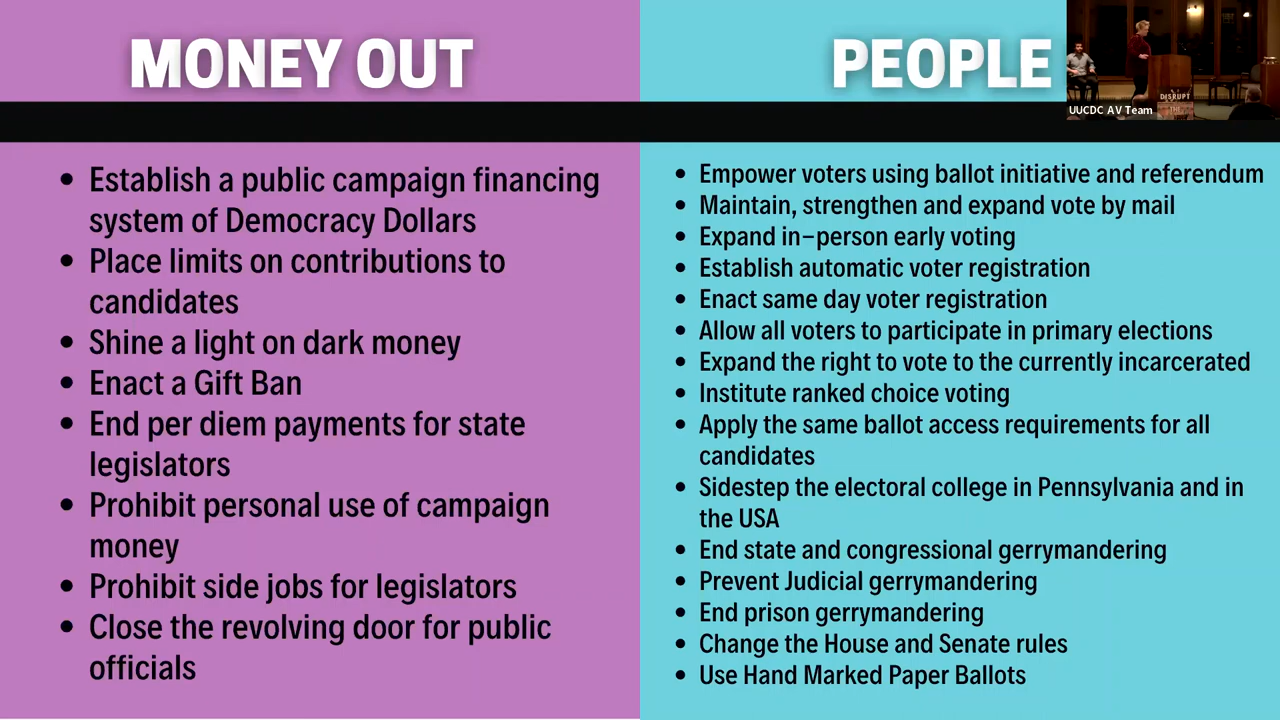 MONEY OUT
• Establish a public campaign financing
system of Democracy Dollars
• Place limits on contributions to
candidates
• Shine a light on dark money
• Enact a Gift Ban
• End per diem payments for state
legislators
• Prohibit personal use of campaign
money
• Prohibit side jobs for legislators
• Close the revolving door for public
officials
PEOPLE
• Empower voters using ballot initiative and referendum
• Maintain, strengthen and expand vote by mail
• Expand in–person early voting
• Establish automatic voter registration
• Enact same day voter registration
• Allow all voters to participate in primary elections
• Expand the right to vote to the currently incarcerated
• Institute ranked choice voting
• Apply the same ballot access requirements for all
candidates
• Sidestep the electoral college in Pennsylvania and in
the USA
• End state and congressional gerrymandering
• Prevent Judicial gerrymandering
• End prison gerrymandering
• Change the House and Senate rules
• Use Hand Marked Paper Ballots
UUCDC AV Team
DISRUPT